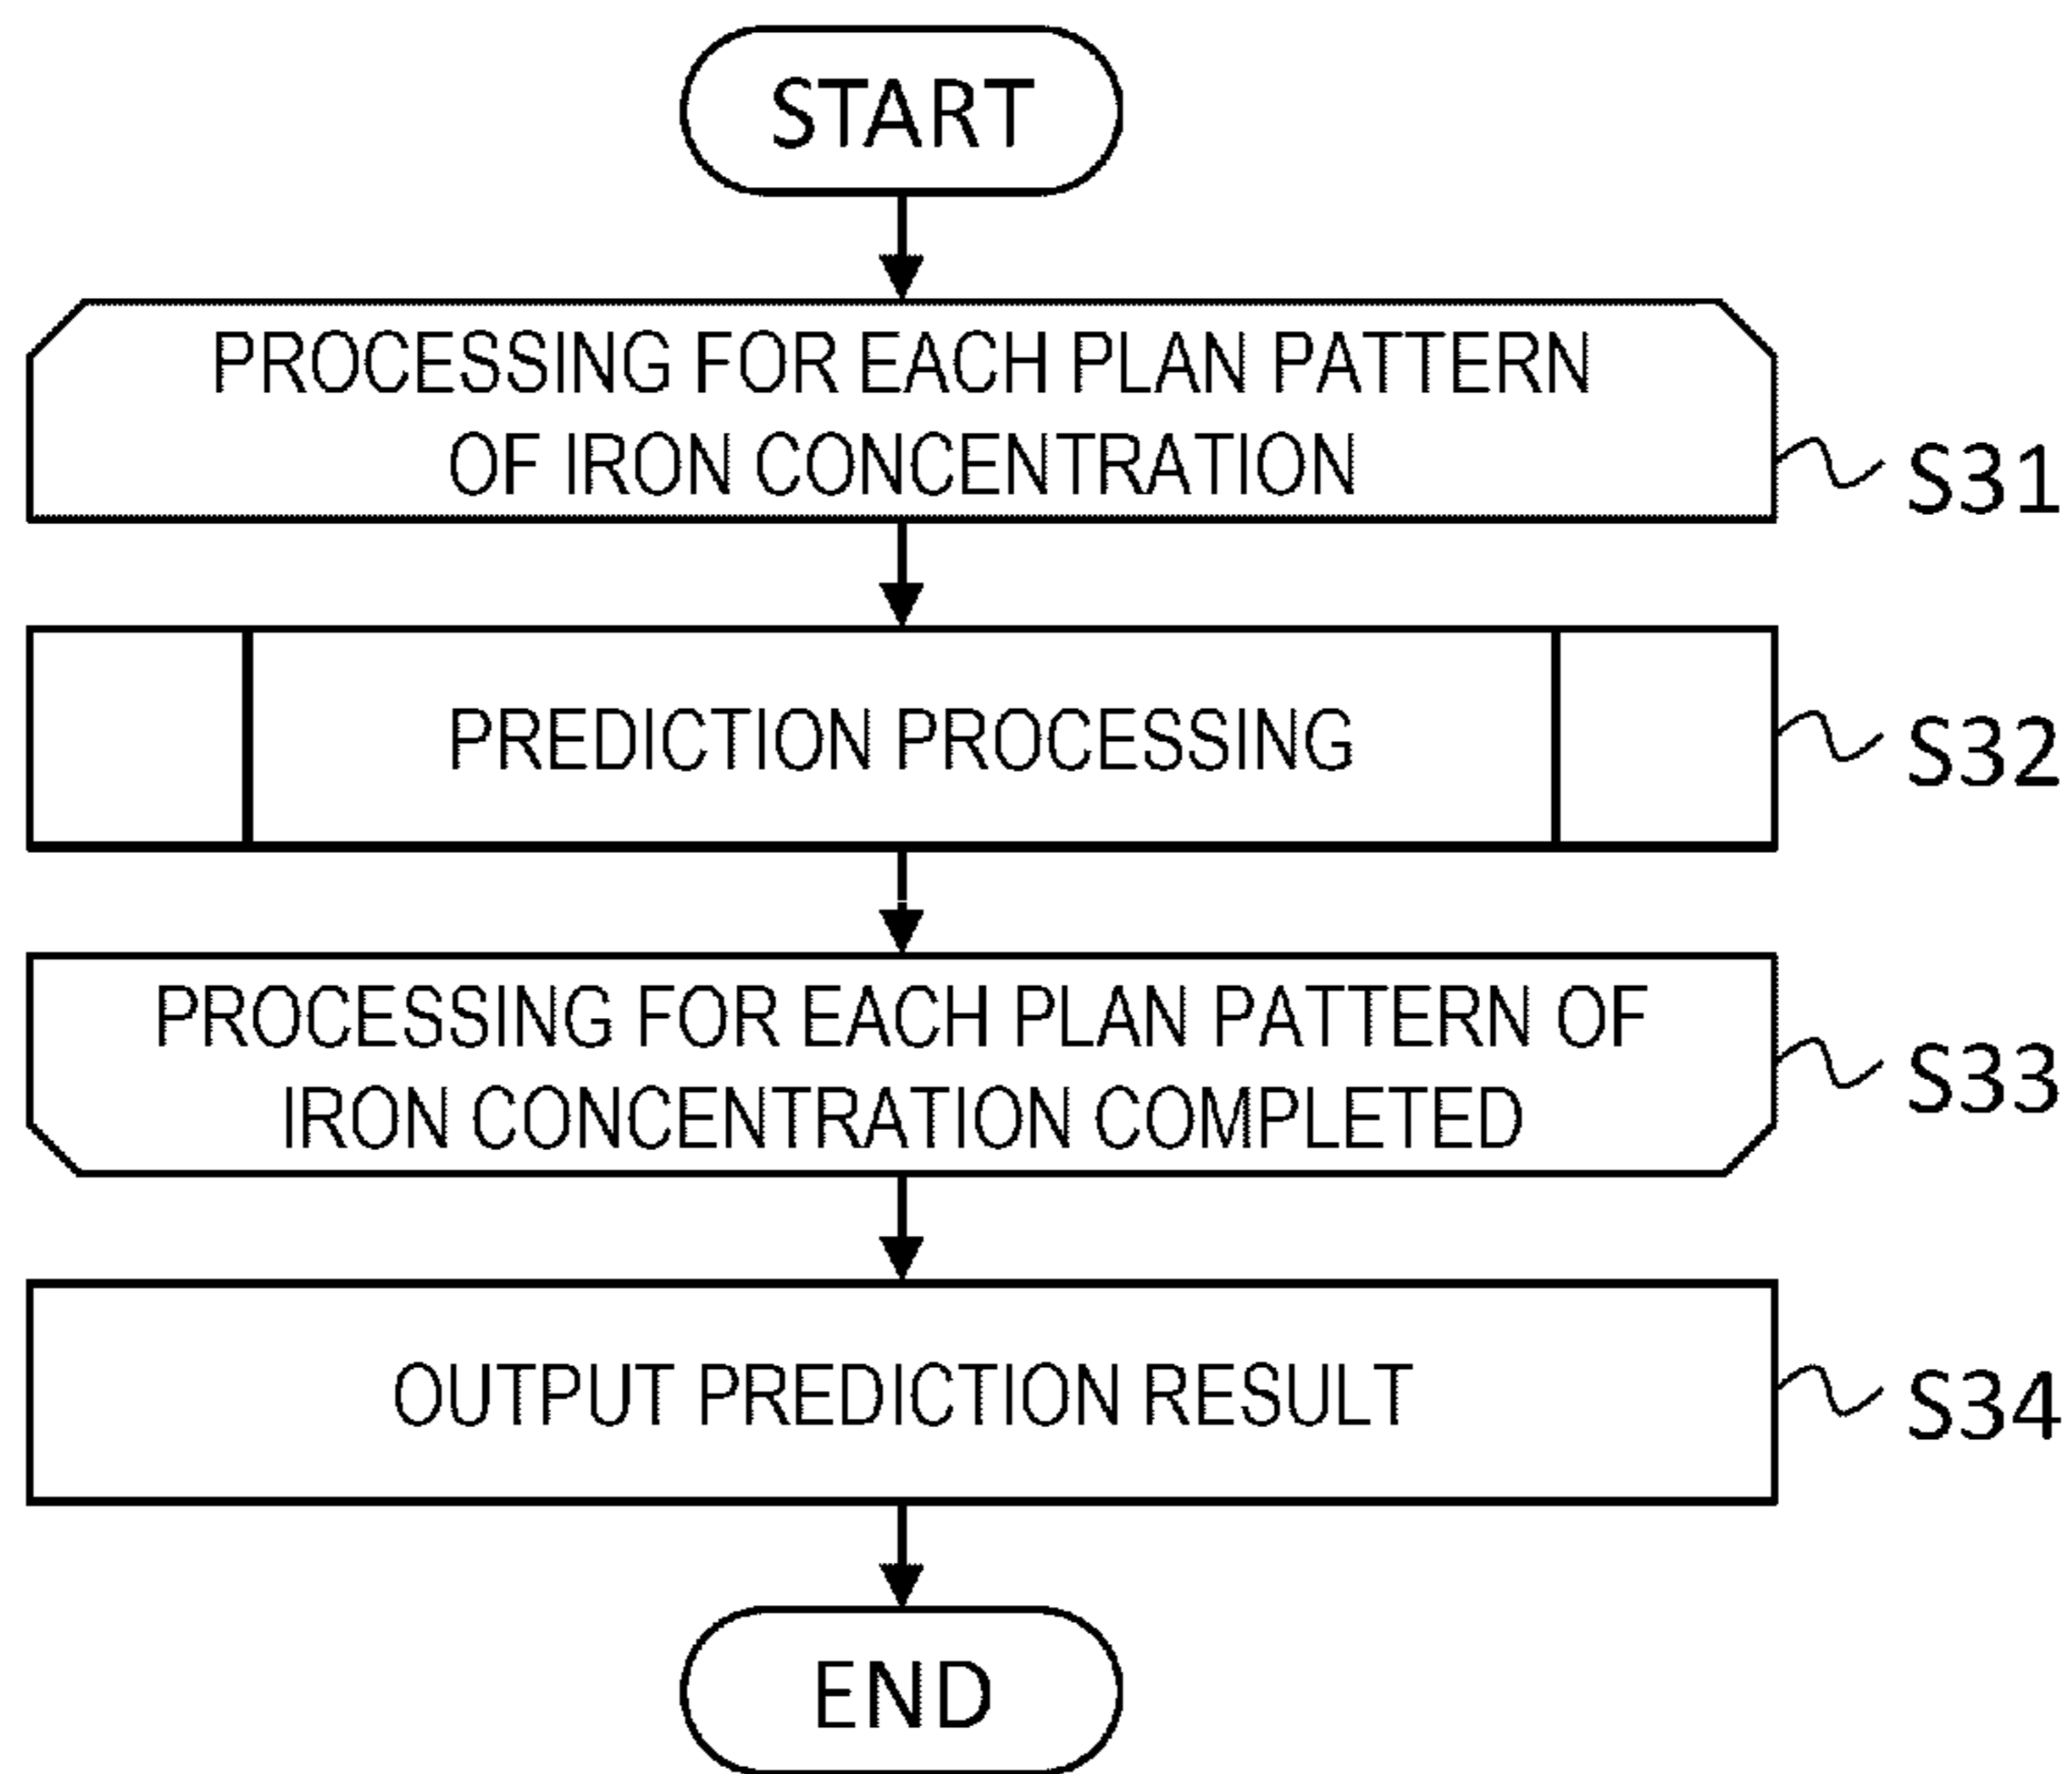 START
PROCESSING FOR EACH PLAN PATTERN
OF IRON CONCENTRATION
S31
PREDICTION PROCESSING
S32
PROCESSING FOR EACH PLAN PATTERN OF
IRON CONCENTRATION COMPLETED
S33
OUTPUT PREDICTION RESULT
S34
END